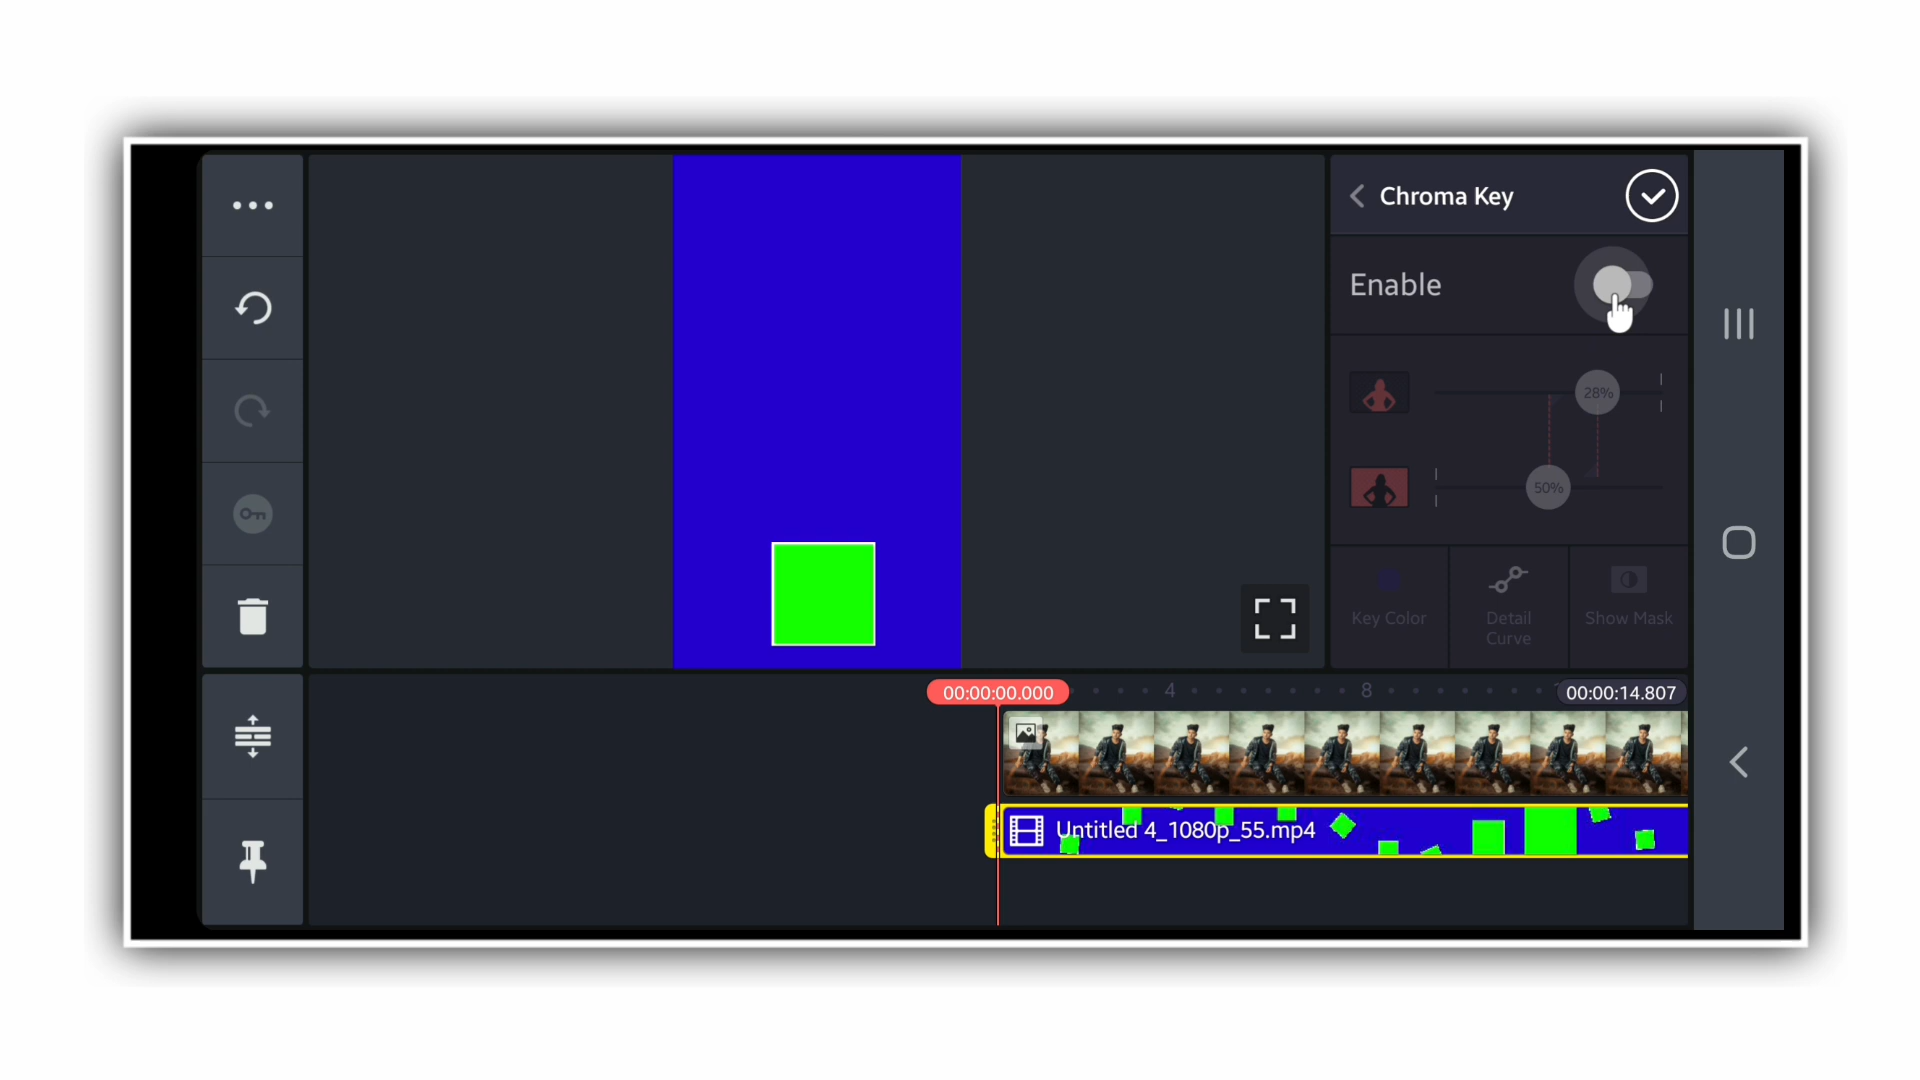 Chroma Key
Enable
28%
50%
Key Color
Detail
Curve
Show Mask
00:00:00.000
4
8
00:00:14.807
Untitled 4_1080p_55.mp4